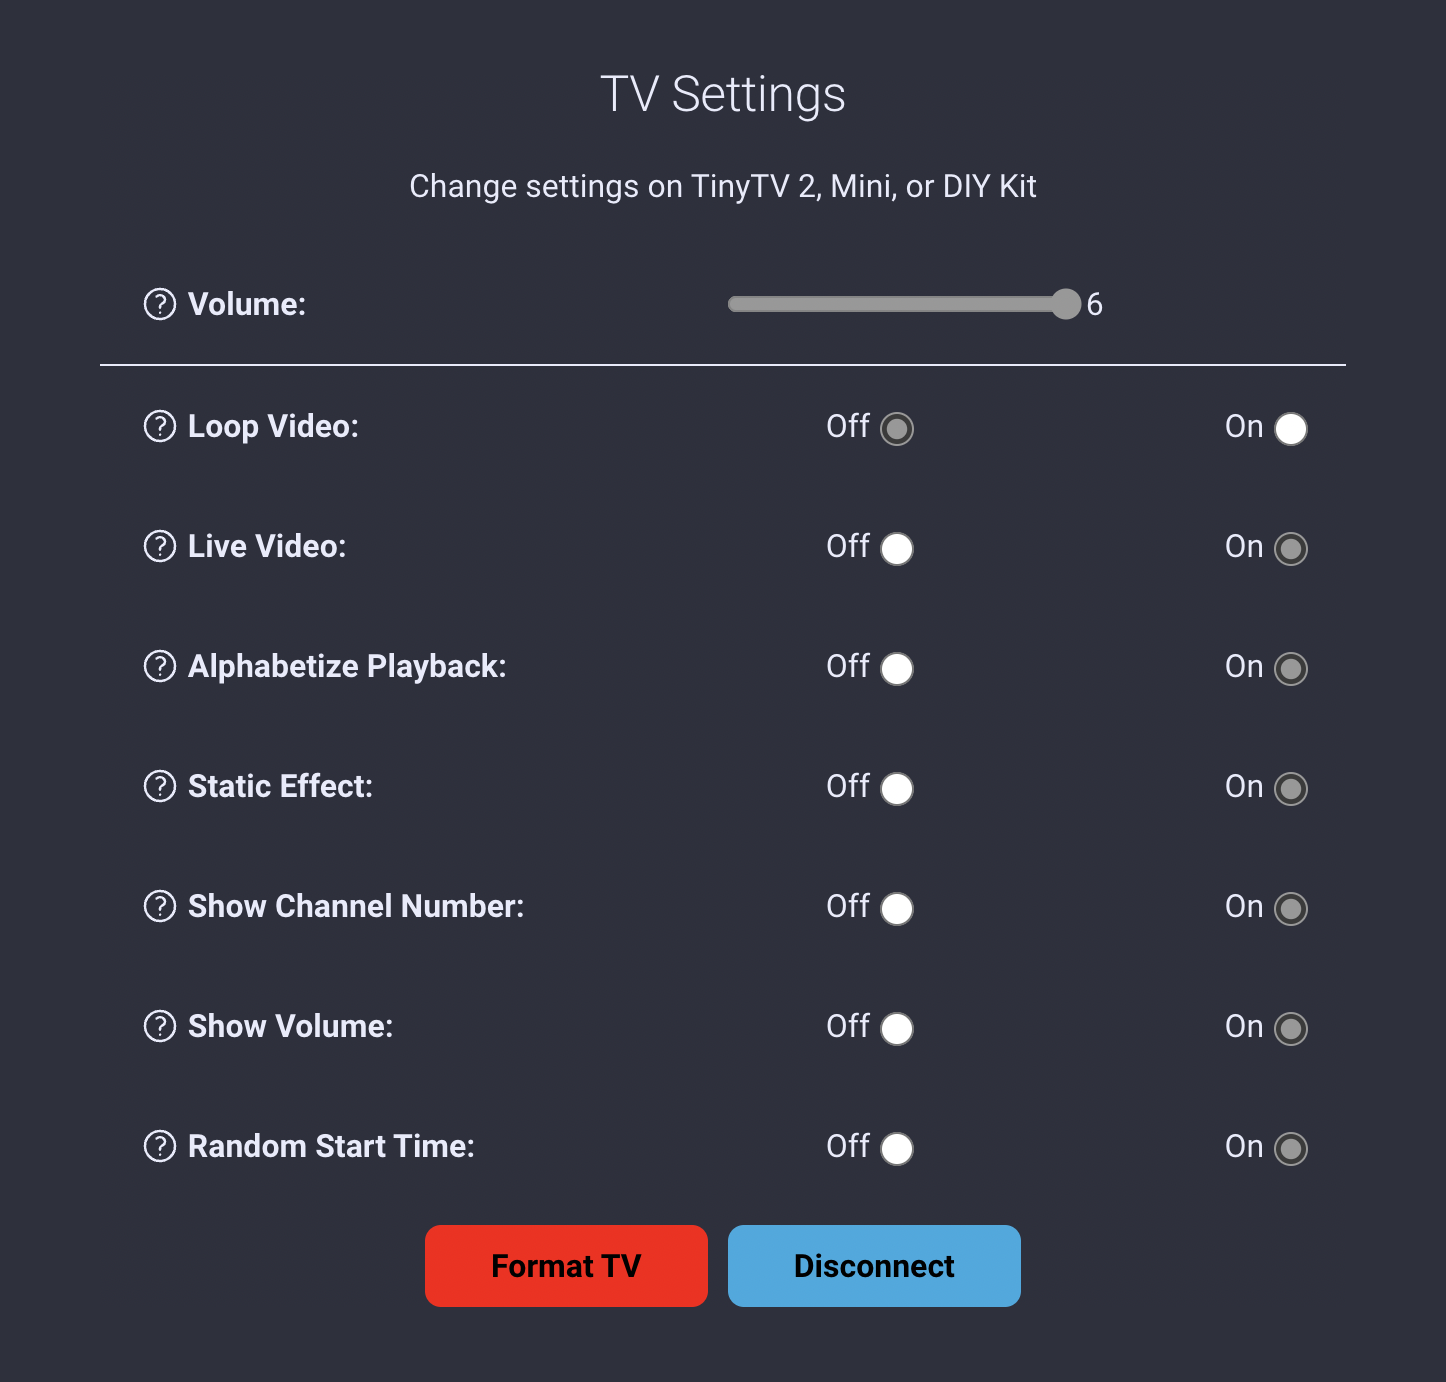 TV Settings
Change settings on TinyTV 2, Mini, or DIY Kit
? Volume: 6
? Loop Video: Off On
? Live Video: Off On
? Alphabetize Playback: Off On
? Static Effect: Off On
? Show Channel Number: Off On
? Show Volume: Off On
? Random Start Time: Off On
Format TV Disconnect